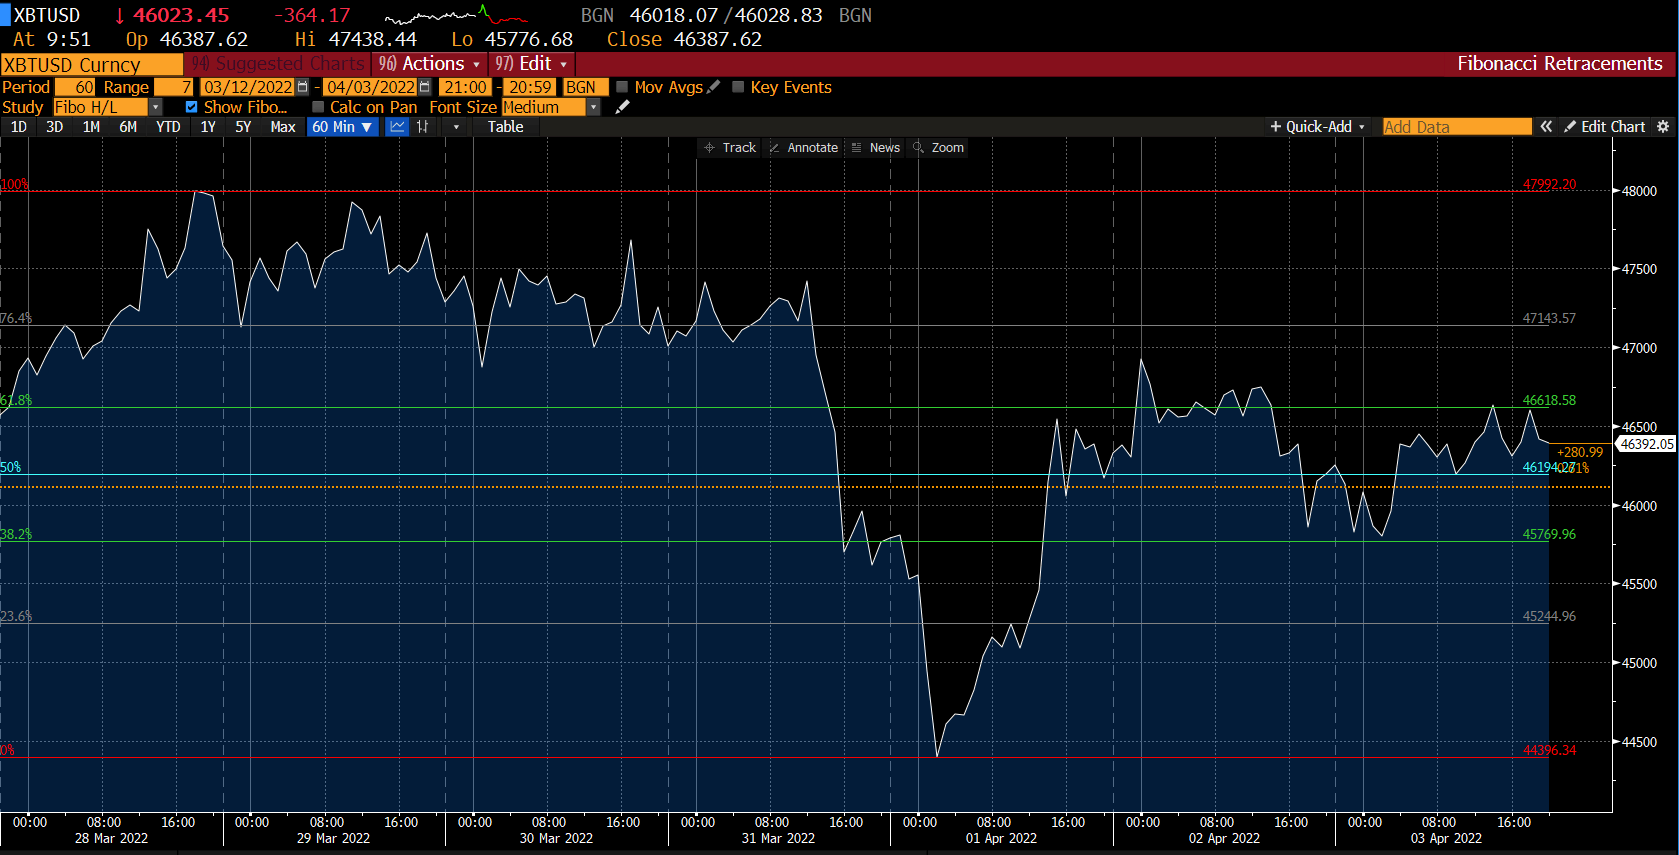 XBTUSD ↓ 46023.45 -364.17 BGN 46018.07/46028.83 BGN
At 9:51 Op 46387.62 Hi 47438.44 Lo 45776.68 Close 46387.62
XBTUSD Curncy 94) Suggested Charts 96) Actions 97) Edit Fibonacci Retracements
Period 60 Range 7 03/12/2022 - 04/03/2022 21:00 - 20:59 BGN Mov Avgs Key Events
Study Fibo H/L Show Fibo... Calc on Pan Font Size Medium
1D 3D 1M 6M YTD 1Y 5Y Max 60 Min ▼ Table + Quick-Add Add Data « Edit Chart
Track Annotate News Zoom
100% 47992.20 48000
47500
76.4% 47143.57
47000
61.8% 46618.58
46500
46392.05
+280.99
50% 46194.27
46000
38.2% 45769.96
45500
23.6% 45244.96
45000
44500
0% 44396.34
00:00 08:00 16:00 00:00 08:00 16:00 00:00 08:00 16:00 00:00 08:00 16:00 00:00 08:00 16:00 00:00 08:00 16:00 00:00 08:00 16:00
28 Mar 2022 29 Mar 2022 30 Mar 2022 31 Mar 2022 01 Apr 2022 02 Apr 2022 03 Apr 2022